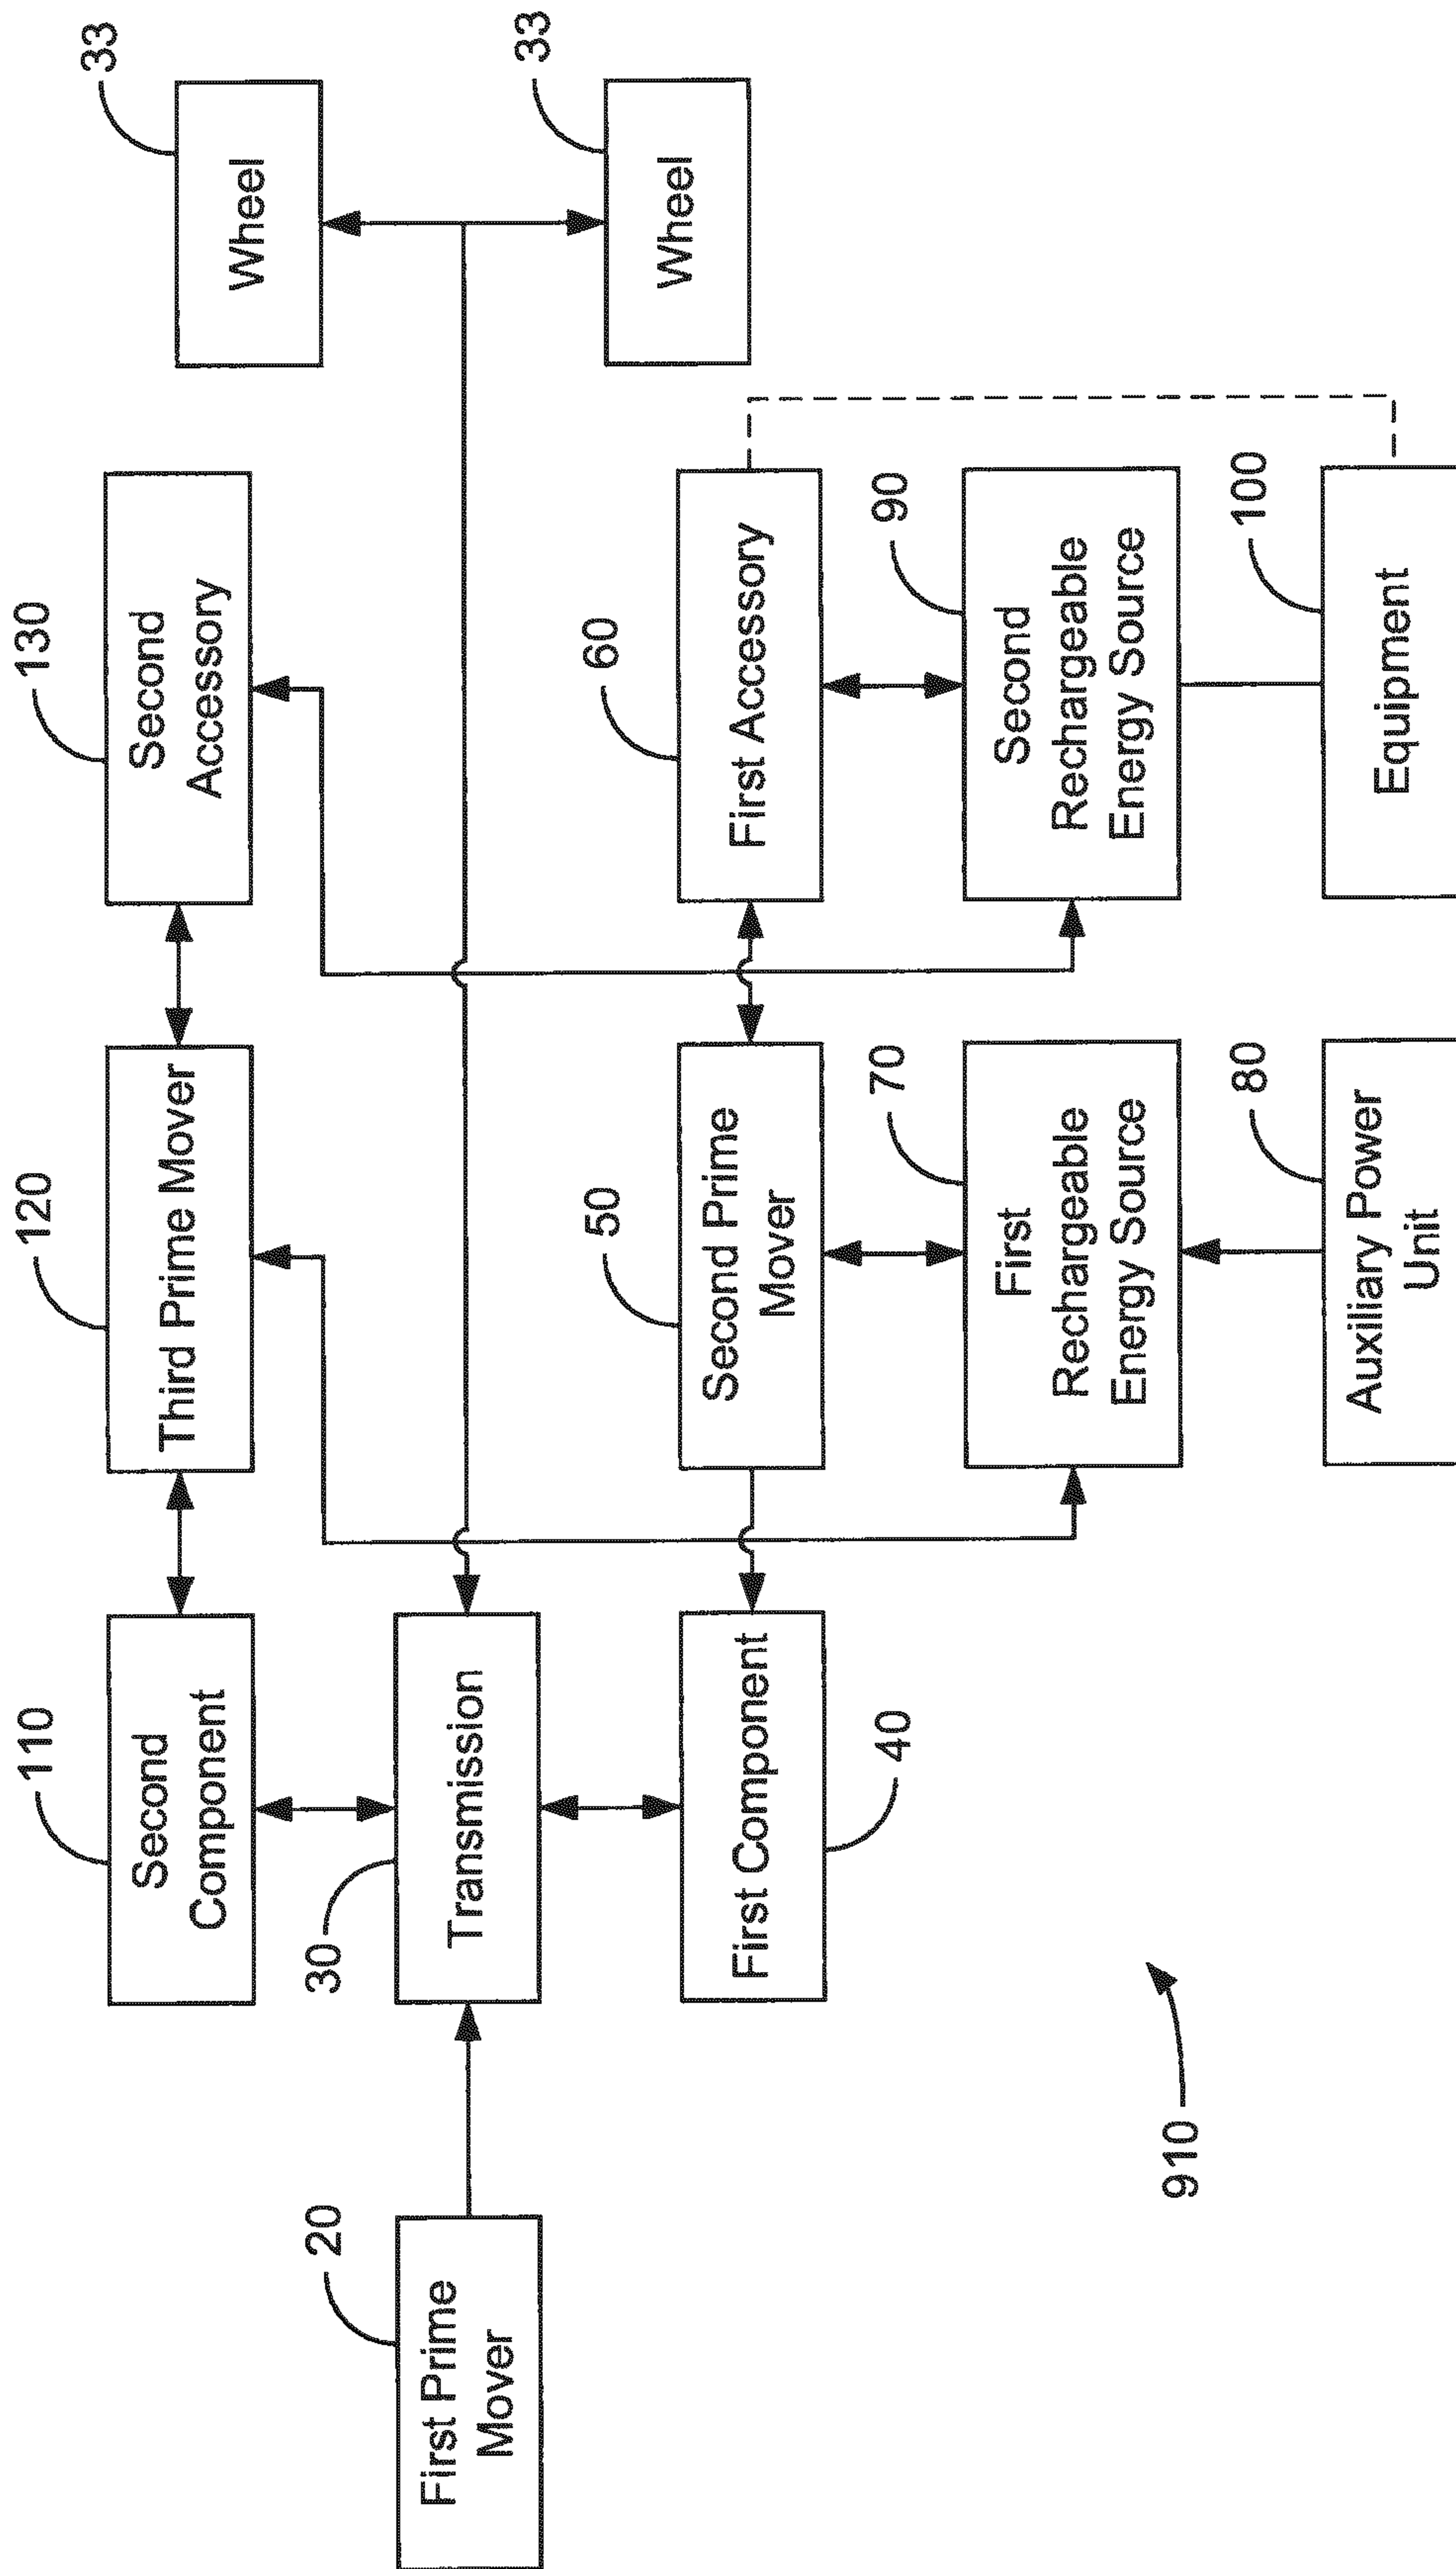 130
Second
Accessory
120
Third Prime Mover
110
Second
Component
33
Wheel
33
Wheel
20
First Prime
Mover
30
Transmission
60
First Accessory
50
Second Prime
Mover
First Component
40
90
Second
Rechargeable
Energy Source
70
First
Rechargeable
Energy Source
100
Equipment
80
Auxiliary Power
Unit
910